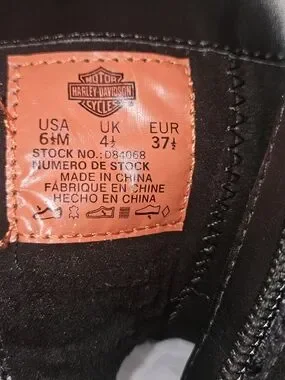 MOTOR
HARLEY-DAVIDSON
CYCLES
USA UK EUR
6½M 4½ 37½
STOCK NO.:D84068
NUMERO DE STOCK
MADE IN CHINA
FABRIQUE EN CHINE
HECHO EN CHINA